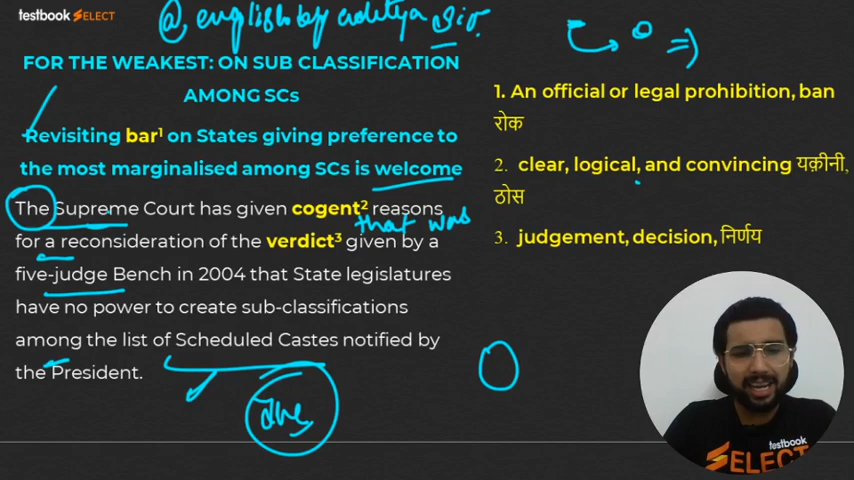 testbook SELECT
@englishbyadityasir.
FOR THE WEAKEST: ON SUB CLASSIFICATION
AMONG SCs
Revisiting bar¹ on States giving preference to
the most marginalised among SCs is welcome
The Supreme Court has given cogent² reasons
that was
for a reconsideration of the verdict³ given by a
five-judge Bench in 2004 that State legislatures
have no power to create sub-classifications
among the list of Scheduled Castes notified by
the President.
1. An official or legal prohibition, ban
रोक
2. clear, logical, and convincing यक़ीनी,
ठोस
3. judgement, decision, निर्णय
testbook
SELECT